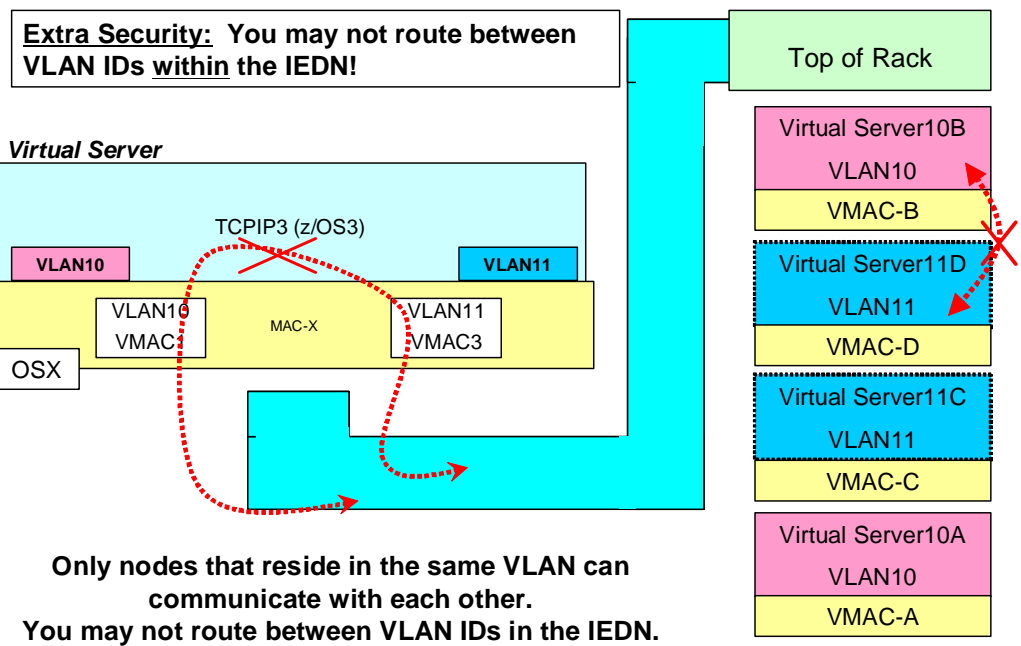 Extra Security: You may not route between
VLAN IDs within the IEDN!
Top of Rack
Virtual Server
TCPIP3 (z/OS3)
VLAN10
VLAN11
VLAN10
VMAC1
MAC-X
VLAN11
VMAC3
OSX
Virtual Server10B
VLAN10
VMAC-B
Virtual Server11D
VLAN11
VMAC-D
Virtual Server11C
VLAN11
VMAC-C
Virtual Server10A
VLAN10
VMAC-A
Only nodes that reside in the same VLAN can
communicate with each other.
You may not route between VLAN IDs in the IEDN.